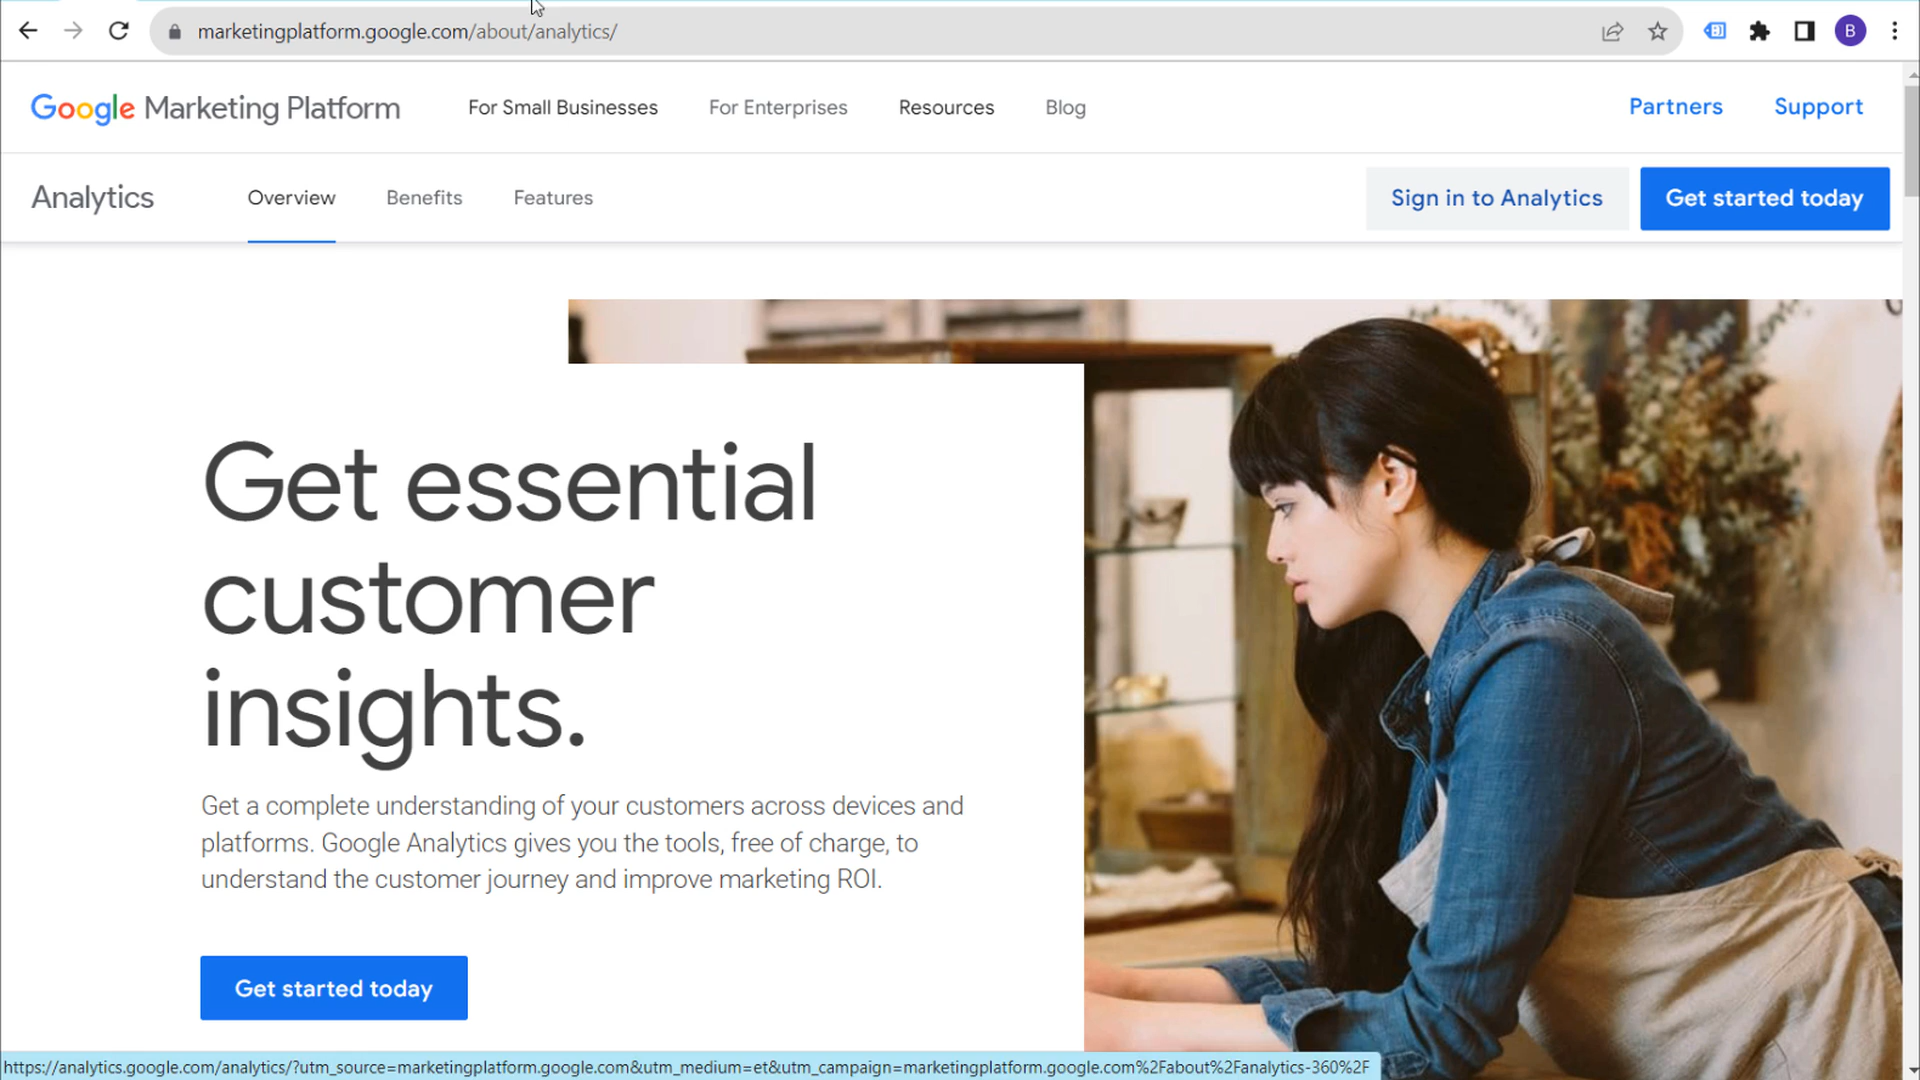 marketingplatform.google.com/about/analytics/
B
Google Marketing Platform For Small Businesses For Enterprises Resources Blog Partners Support
Analytics Overview Benefits Features Sign in to Analytics Get started today
Get essential
customer
insights.
Get a complete understanding of your customers across devices and
platforms. Google Analytics gives you the tools, free of charge, to
understand the customer journey and improve marketing ROI.
Get started today
https://analytics.google.com/analytics/?utm_source=marketingplatform.google.com&utm_medium=et&utm_campaign=marketingplatform.google.com%2Fabout%2Fanalytics-360%2F